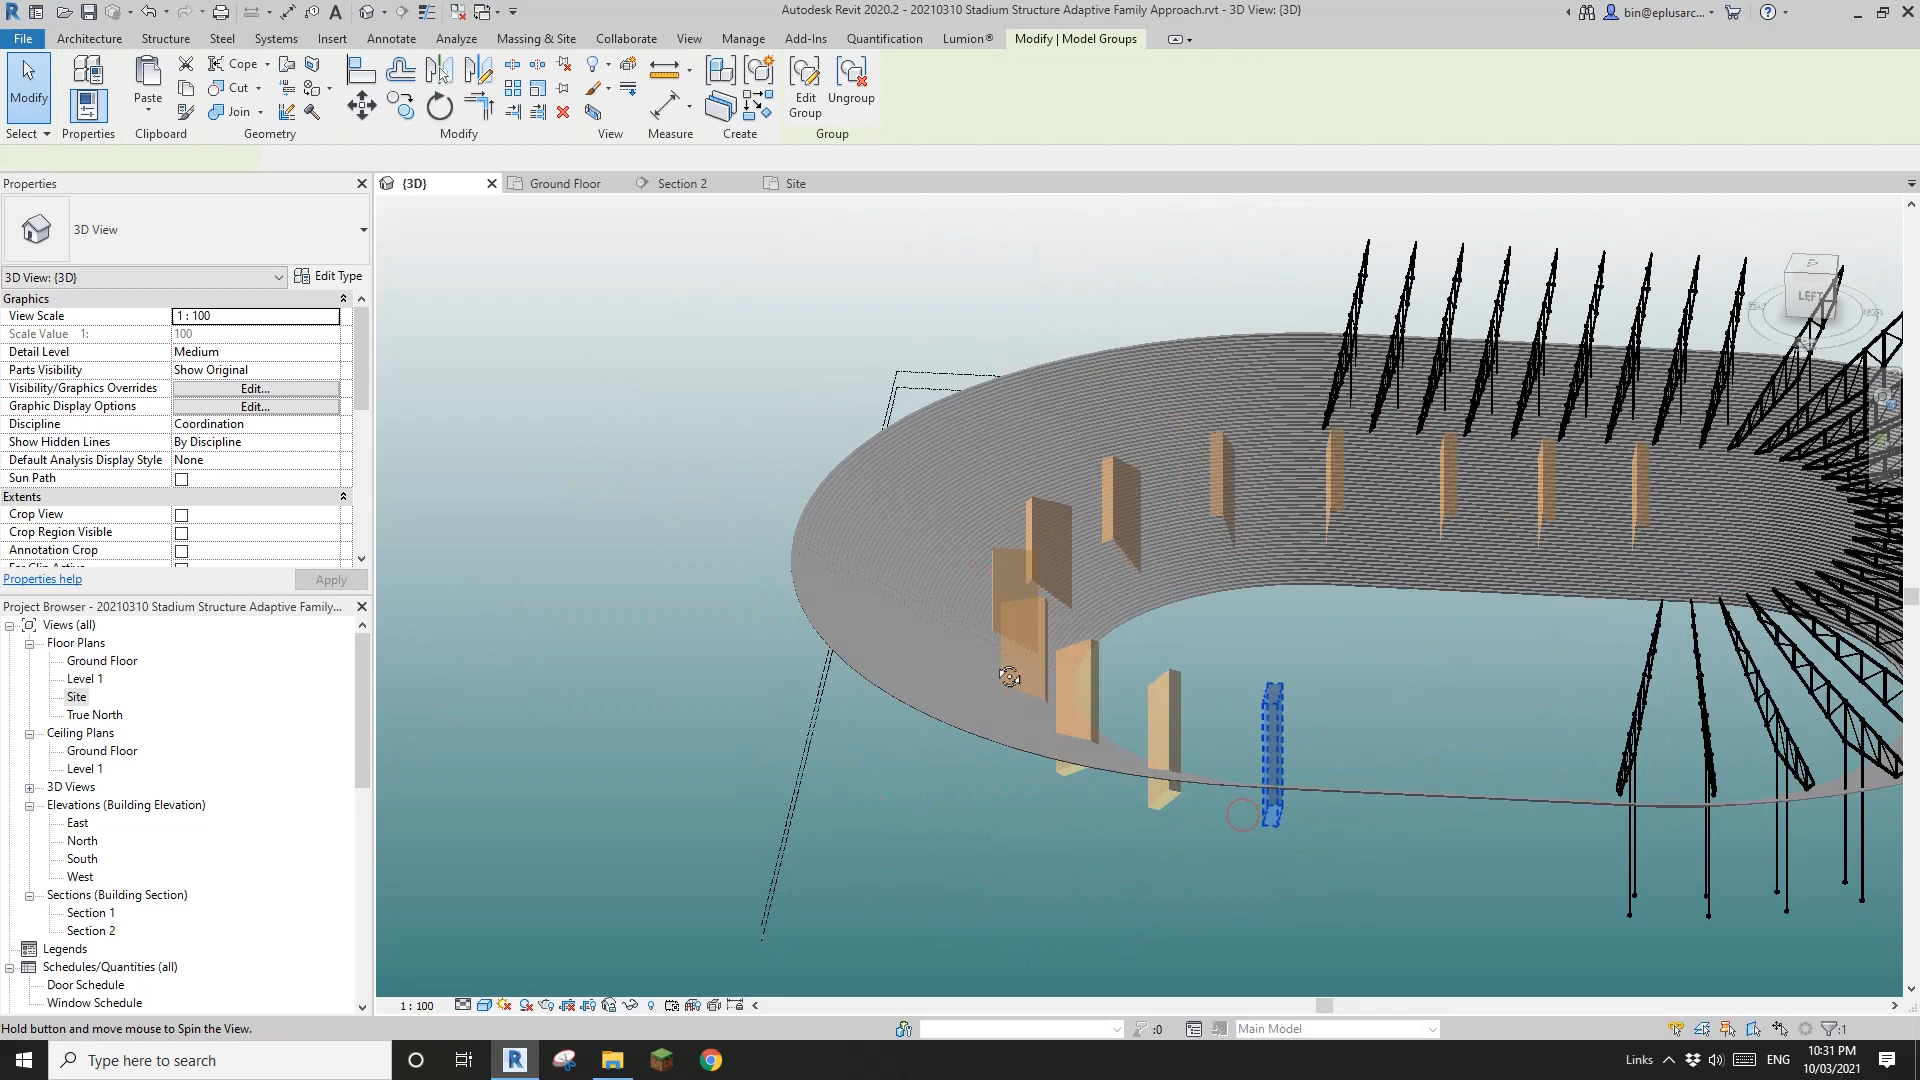 Autodesk Revit 2020.2 - 20210310 Stadium Structure Adaptive Family Approach.rvt - 3D View: {3D}
bin@eplusarc...
File Architecture Structure Steel Systems Insert Annotate Analyze Massing & Site Collaborate View Manage Add-Ins Quantification Lumion® Modify | Model Groups
Modify
Paste
Cope
Cut
Join
Edit Group
Ungroup
Select Properties Clipboard Geometry Modify View Measure Create Group
Properties
{3D} Ground Floor Section 2 Site
3D View
3D View: {3D} Edit Type
Graphics
View Scale 1 : 100
Scale Value 1: 100
Detail Level Medium
Parts Visibility Show Original
Visibility/Graphics Overrides Edit...
Graphic Display Options Edit...
Discipline Coordination
Show Hidden Lines By Discipline
Default Analysis Display Style None
Sun Path
Extents
Crop View
Crop Region Visible
Annotation Crop
Properties help Apply
Project Browser - 20210310 Stadium Structure Adaptive Family...
Views (all)
Floor Plans
Ground Floor
Level 1
Site
True North
Ceiling Plans
Ground Floor
Level 1
3D Views
Elevations (Building Elevation)
East
North
South
West
Sections (Building Section)
Section 1
Section 2
Legends
Schedules/Quantities (all)
Door Schedule
Window Schedule
LEFT
1 : 100
Hold button and move mouse to Spin the View.
:0
Main Model
:1
Type here to search
Links
ENG
10:31 PM
10/03/2021